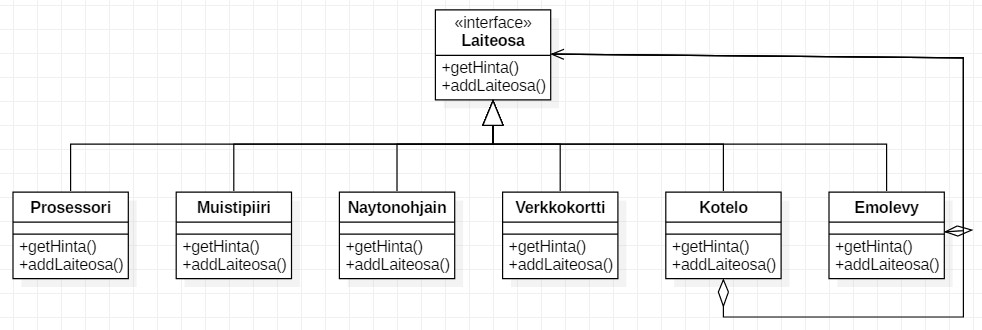 «interface»
Laiteosa
+getHinta()
+addLaiteosa()
Prosessori
+getHinta()
+addLaiteosa()
Muistipiiri
+getHinta()
+addLaiteosa()
Naytonohjain
+getHinta()
+addLaiteosa()
Verkkokortti
+getHinta()
+addLaiteosa()
Kotelo
+getHinta()
+addLaiteosa()
Emolevy
+getHinta()
+addLaiteosa()